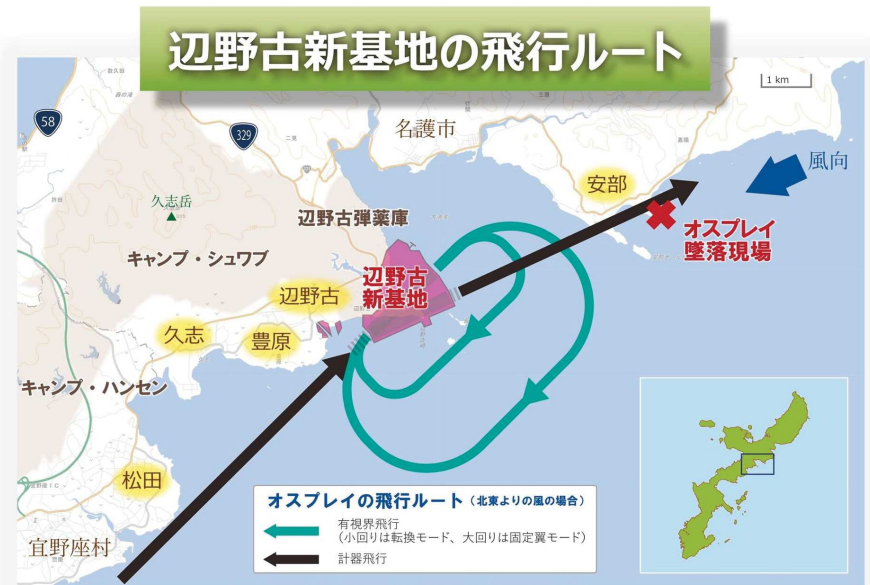 辺野古新基地の飛行ルート
1 km
58
329
名護市
風向
安部
久志岳
辺野古弾薬庫
オスプレイ
墜落現場
キャンプ・シュワブ
辺野古
新基地
辺野古
久志
豊原
キャンプ・ハンセン
松田
宜野座村
オスプレイの飛行ルート（北東よりの風の場合）
有視界飛行
（小回りは転換モード、大回りは固定翼モード）
計器飛行